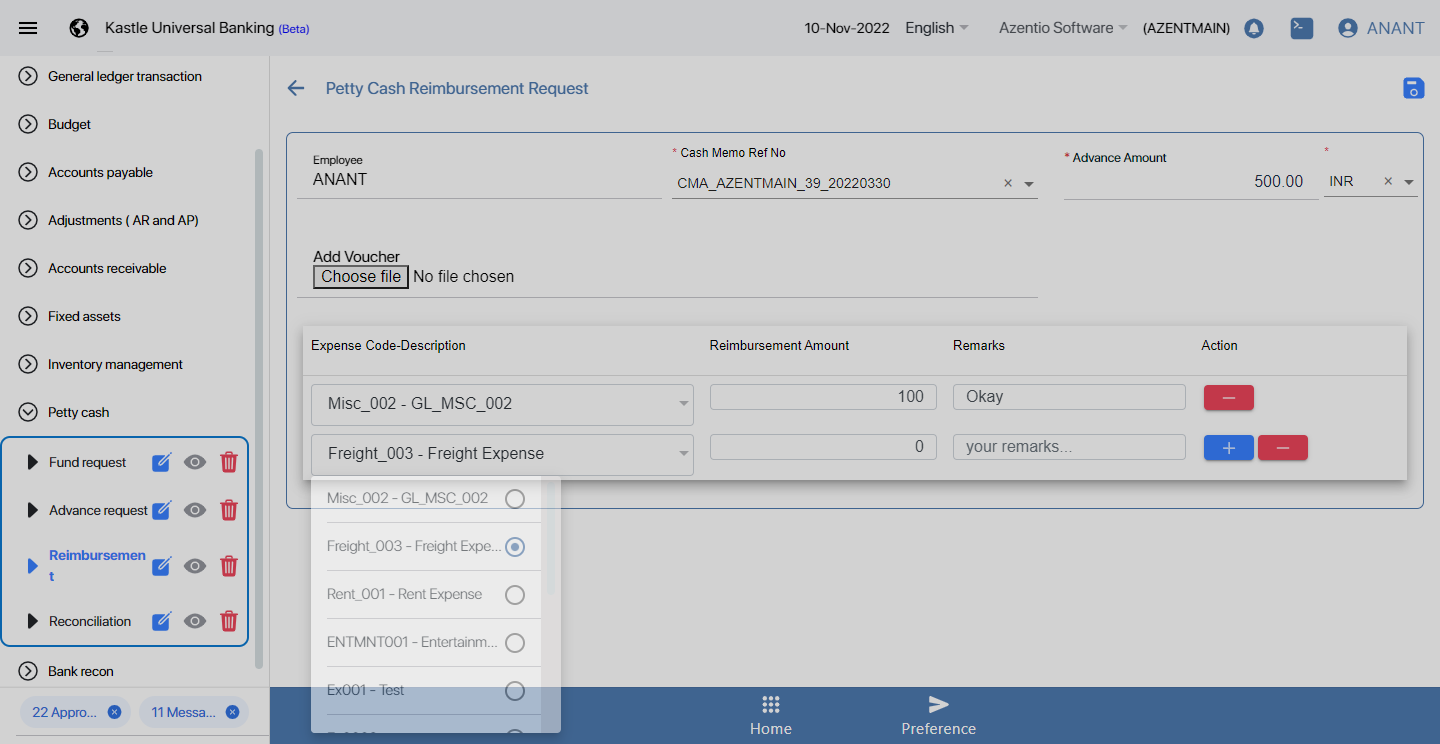 Kastle Universal Banking (Beta)
10-Nov-2022 English Azentio Software (AZENTMAIN) ANANT
General ledger transaction
Budget
Accounts payable
Adjustments ( AR and AP)
Accounts receivable
Fixed assets
Inventory management
Petty cash
Fund request
Advance request
Reimbursemen
t
Reconciliation
Bank recon
22 Appro... 11 Messa...
Petty Cash Reimbursement Request
Employee
ANANT
* Cash Memo Ref No
CMA_AZENTMAIN_39_20220330 ×
* Advance Amount
500.00
*
INR ×
Add Voucher
Choose file No file chosen
Expense Code-Description Reimbursement Amount Remarks Action
Misc_002 - GL_MSC_002 100 Okay
Freight_003 - Freight Expense 0 your remarks...
Misc_002 - GL_MSC_002
Freight_003 - Freight Expe...
Rent_001 - Rent Expense
ENTMNT001 - Entertainm...
Ex001 - Test
Home Preference